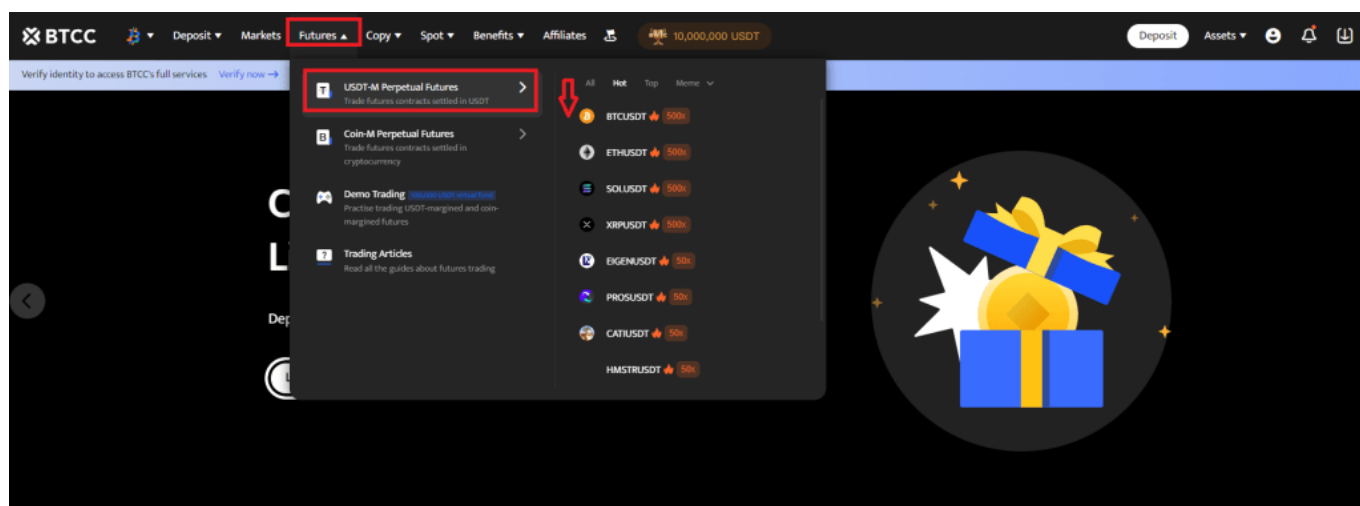 BTCC Deposit Markets Futures Copy Spot Benefits Affiliates 10,000,000 USDT Deposit Assets
Verify identity to access BTCC's full services Verify now →
USDT-M Perpetual Futures
Trade futures contracts settled in USDT
Coin-M Perpetual Futures
Trade futures contracts settled in
cryptocurrency
Demo Trading
Practise trading USDT-margined and coin-
margined futures
Trading Articles
Read all the guides about futures trading
All Hot Top Meme
BTCUSDT 500x
ETHUSDT 500x
SOLUSDT 500x
XRPUSDT 500x
EIGENUSDT 50x
PROSUSDT 50x
CATIUSDT 50x
HMSTRUSDT 50x
C
L
Dep